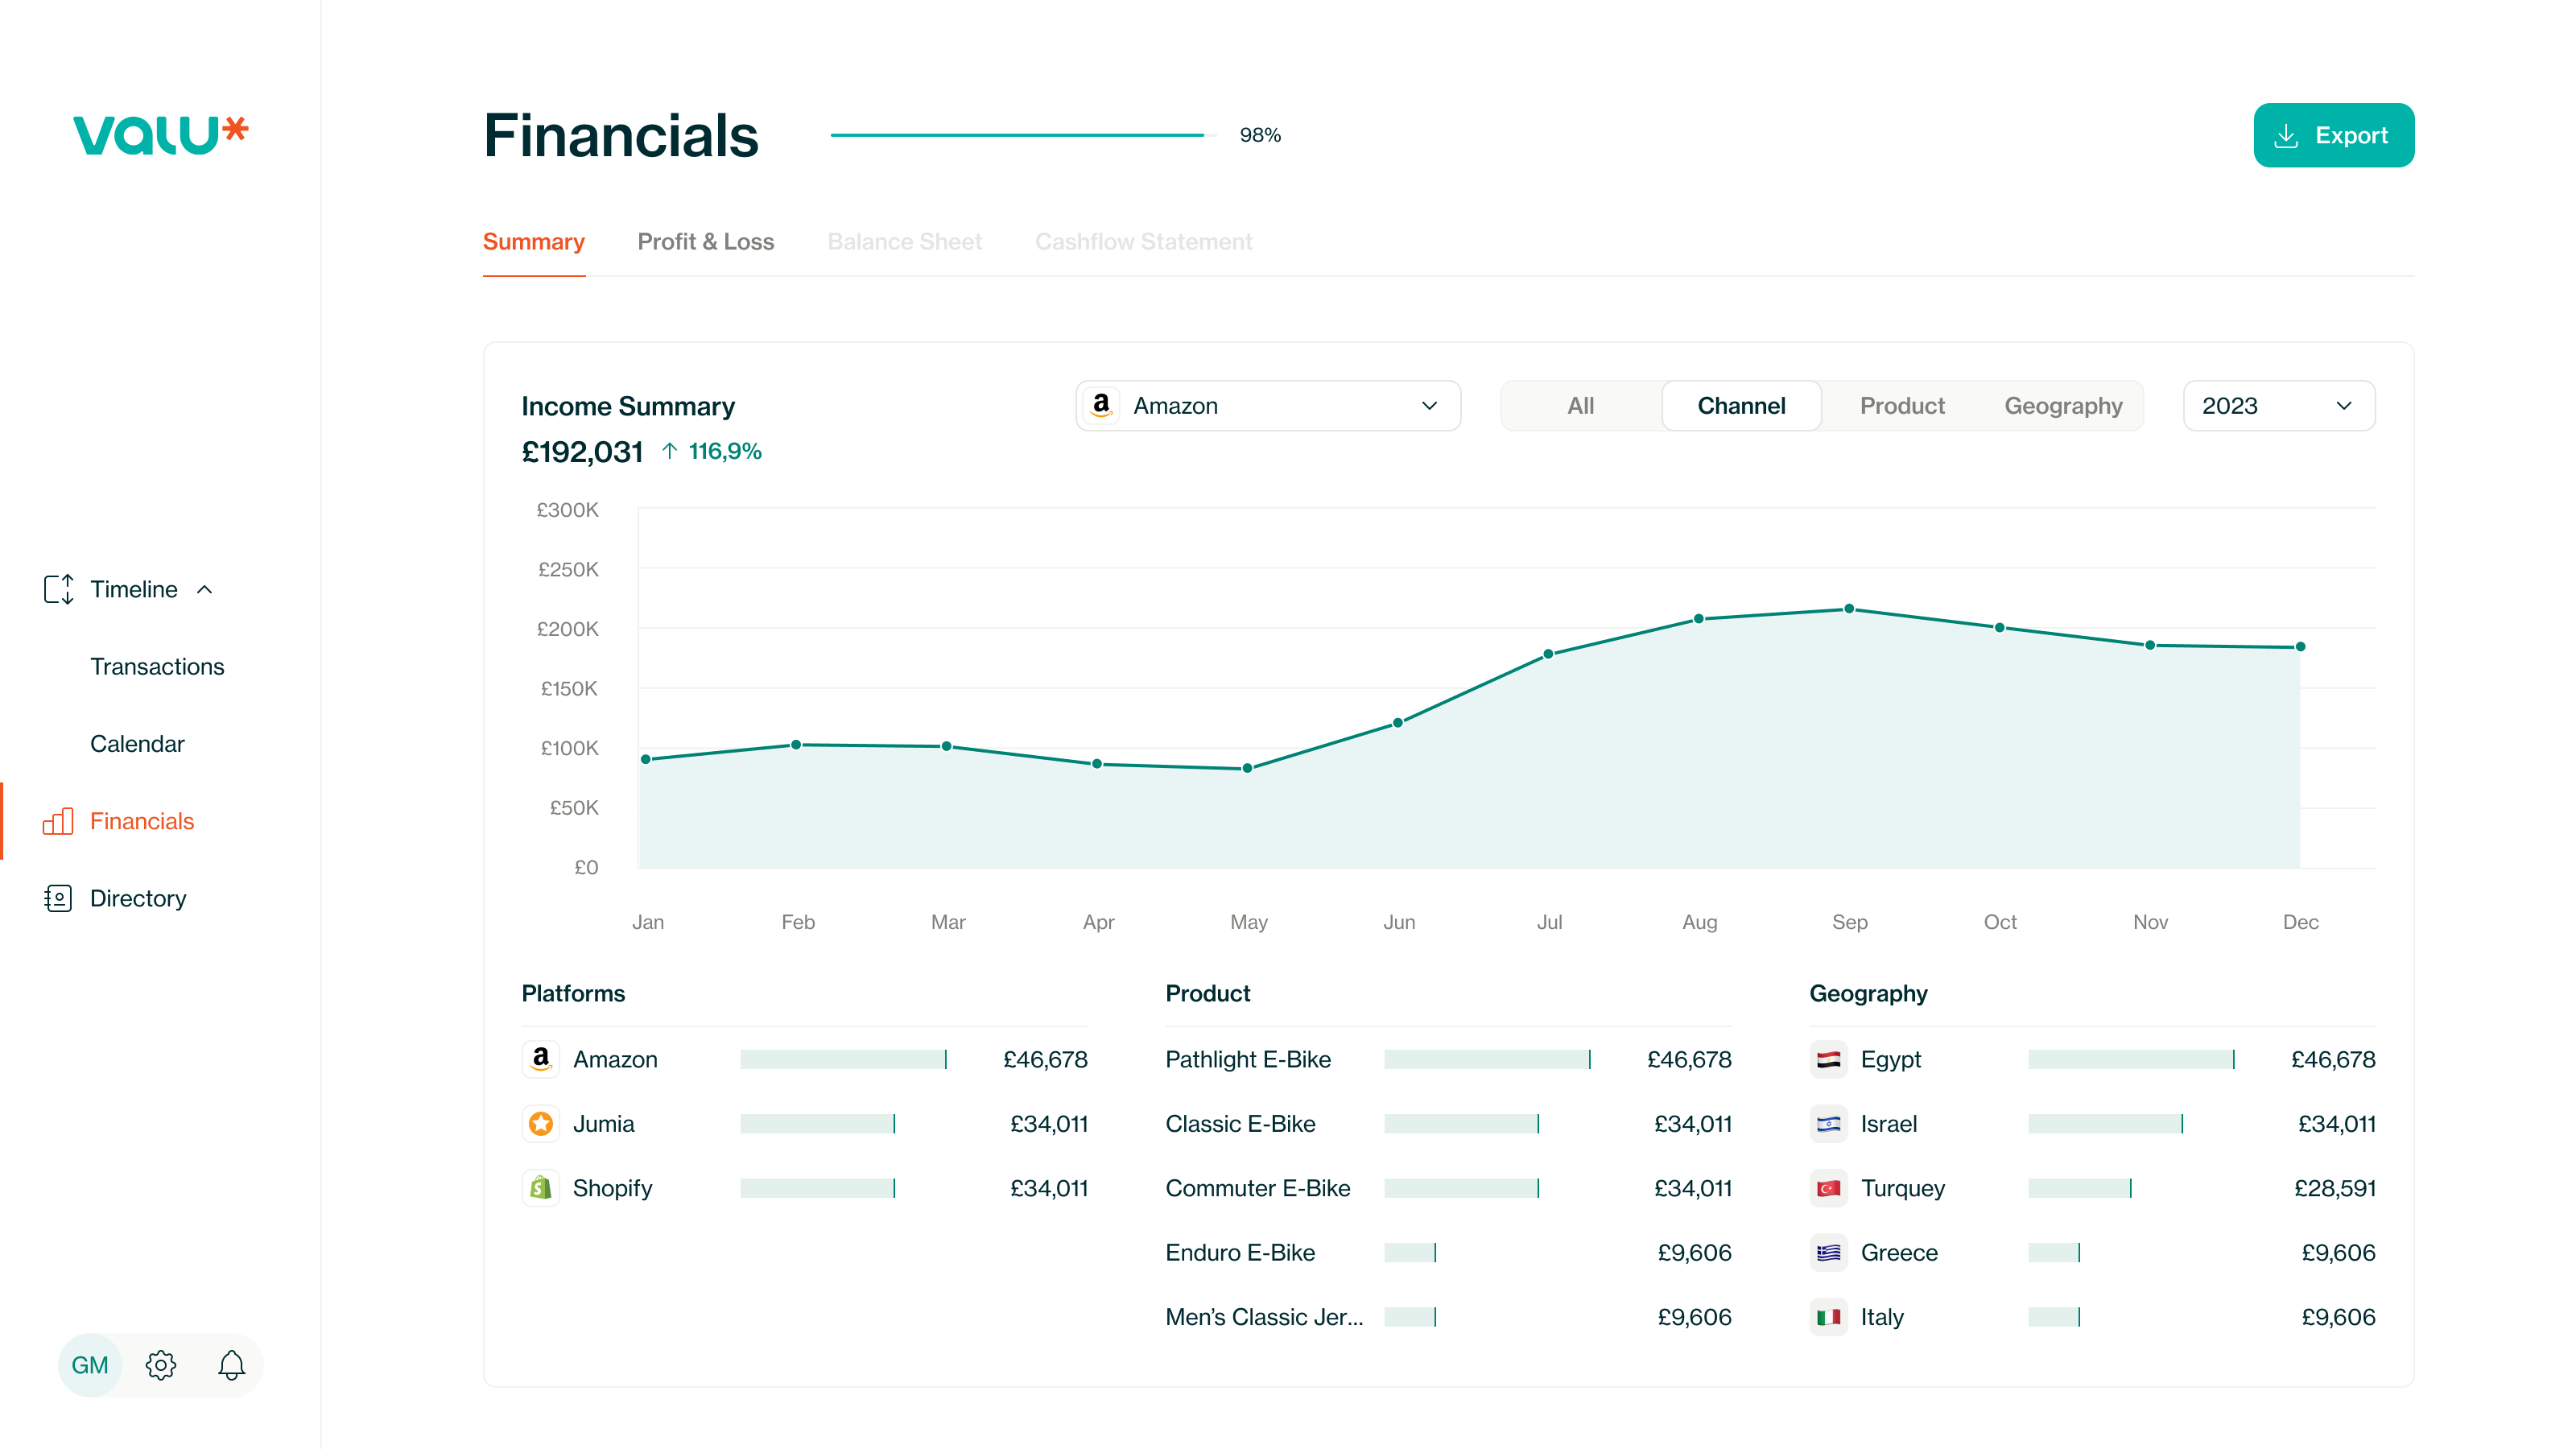 valu*
Timeline
Transactions
Calendar
Financials
Directory
GM
Financials
98%
Export
Summary
Profit & Loss
Balance Sheet
Cashflow Statement
Income Summary
£192,031
↑ 116,9%
a
Amazon
All
Channel
Product
Geography
2023
£300K
£250K
£200K
£150K
£100K
£50K
£0
Jan
Feb
Mar
Apr
May
Jun
Jul
Aug
Sep
Oct
Nov
Dec
Platforms
a
Amazon
£46,678
Jumia
£34,011
S
Shopify
£34,011
Product
Pathlight E-Bike
£46,678
Classic E-Bike
£34,011
Commuter E-Bike
£34,011
Enduro E-Bike
£9,606
Men’s Classic Jer...
£9,606
Geography
Egypt
£46,678
Israel
£34,011
Turquey
£28,591
Greece
£9,606
Italy
£9,606